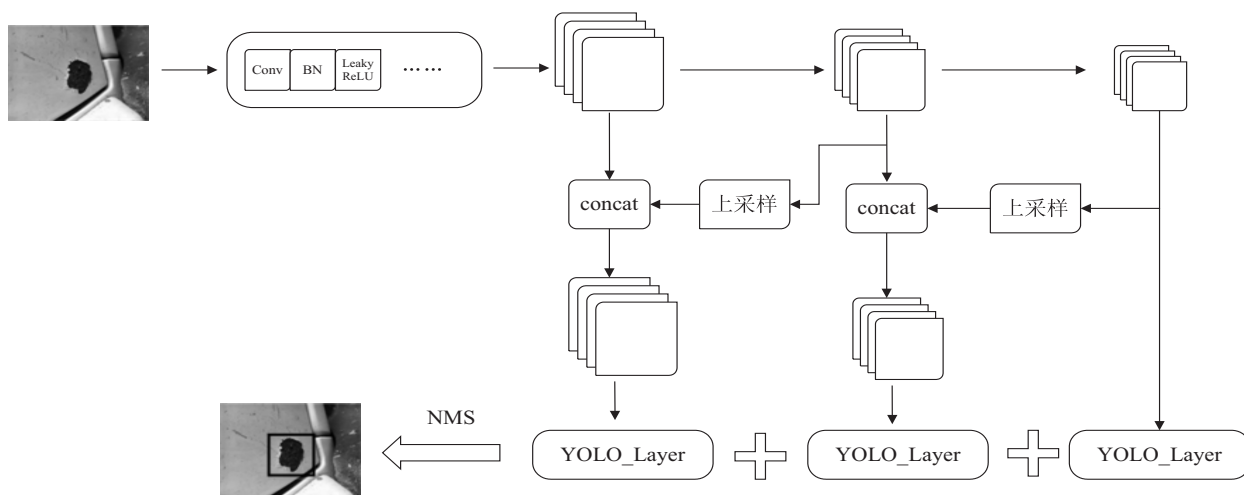 Conv
BN
Leaky
ReLU
……
concat
上采样
concat
上采样
NMS
YOLO_Layer
YOLO_Layer
YOLO_Layer